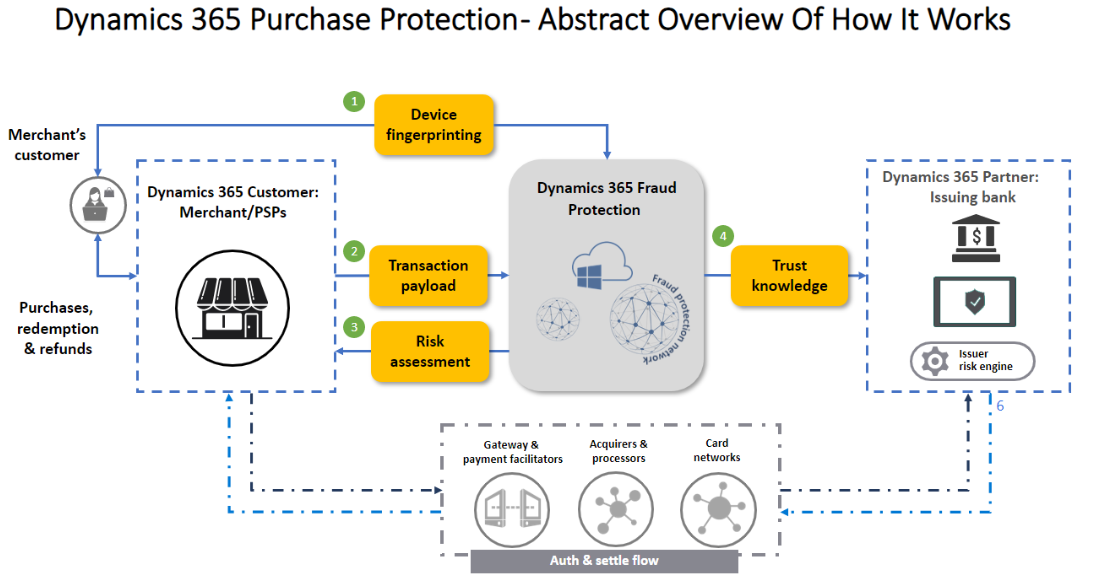 Dynamics 365 Purchase Protection- Abstract Overview Of How It Works
1
Device
fingerprinting
Merchant's
customer
Dynamics 365 Customer:
Merchant/PSPs
Dynamics 365 Fraud
Protection
Dynamics 365 Partner:
Issuing bank
2
Transaction
payload
4
Trust
knowledge
$
Fraud protection network
Purchases,
redemption
& refunds
3
Risk
assessment
Issuer
risk engine
6
Gateway &
payment facilitators
Acquirers &
processors
Card
networks
Auth & settle flow